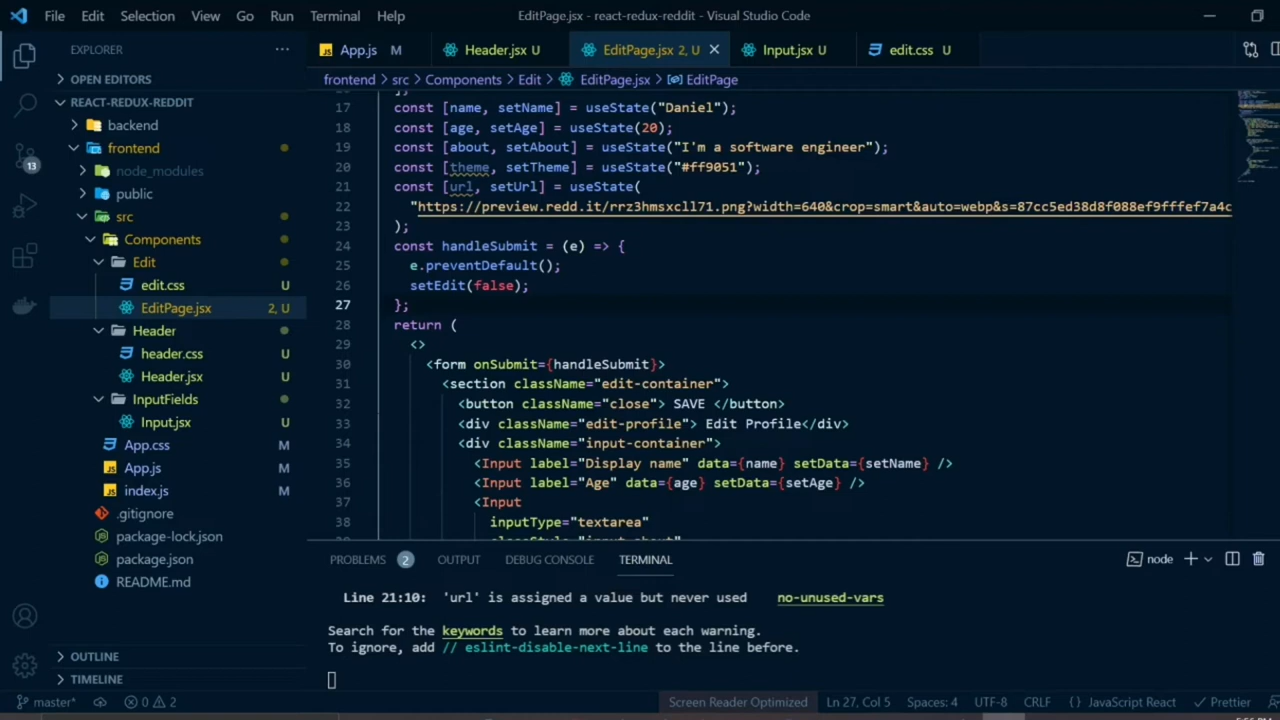 File Edit Selection View Go Run Terminal Help EditPage.jsx - react-redux-reddit - Visual Studio Code
EXPLORER ...
App.js M Header.jsx U EditPage.jsx 2, U Input.jsx U edit.css U
frontend > src > Components > Edit > EditPage.jsx > EditPage
OPEN EDITORS
REACT-REDUX-REDDIT
backend
frontend
node_modules
public
src
Components
Edit
edit.css U
EditPage.jsx 2, U
Header
header.css U
Header.jsx U
InputFields
Input.jsx U
App.css M
App.js M
index.js M
.gitignore
package-lock.json
package.json
README.md
OUTLINE
TIMELINE
13
17 const [name, setName] = useState("Daniel");
18 const [age, setAge] = useState(20);
19 const [about, setAbout] = useState("I'm a software engineer");
20 const [theme, setTheme] = useState("#ff9051");
21 const [url, setUrl] = useState(
22 "https://preview.redd.it/rrz3hmsxcll71.png?width=640&crop=smart&auto=webp&s=87cc5ed38d8f088ef9fffef7a4c
23 );
24 const handleSubmit = (e) => {
25 e.preventDefault();
26 setEdit(false);
27 };
28 return (
29 <>
30 <form onSubmit={handleSubmit}>
31 <section className="edit-container">
32 <button className="close"> SAVE </button>
33 <div className="edit-profile"> Edit Profile</div>
34 <div className="input-container">
35 <Input label="Display name" data={name} setData={setName} />
36 <Input label="Age" data={age} setData={setAge} />
37 <Input
38 inputType="textarea"
PROBLEMS 2 OUTPUT DEBUG CONSOLE TERMINAL node
Line 21:10: 'url' is assigned a value but never used no-unused-vars
Search for the keywords to learn more about each warning.
To ignore, add // eslint-disable-next-line to the line before.
master* 0 2 Screen Reader Optimized Ln 27, Col 5 Spaces: 4 UTF-8 CRLF {} JavaScript React Prettier